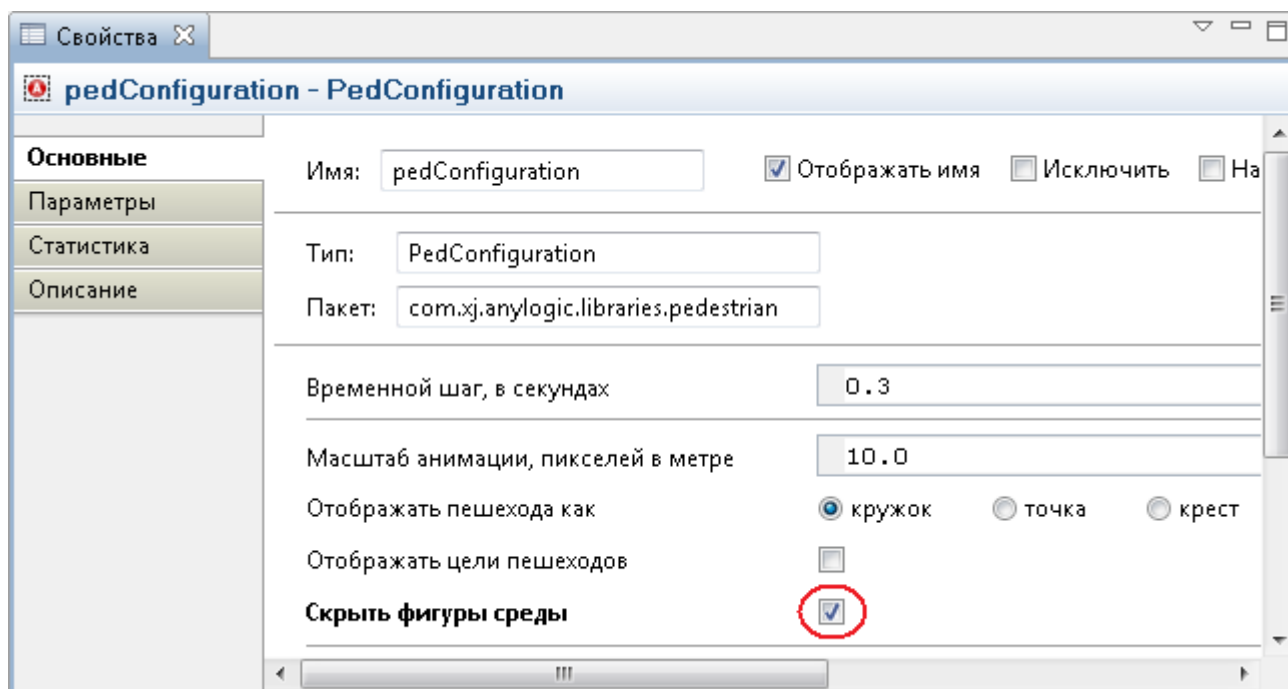 Свойства
pedConfiguration - PedConfiguration
Основные
Параметры
Статистика
Описание
Имя: pedConfiguration Отображать имя Исключить На
Тип: PedConfiguration
Пакет: com.xj.anylogic.libraries.pedestrian
Временной шаг, в секундах 0.3
Масштаб анимации, пикселей в метре 10.0
Отображать пешехода как кружок точка крест
Отображать цели пешеходов
Скрыть фигуры среды